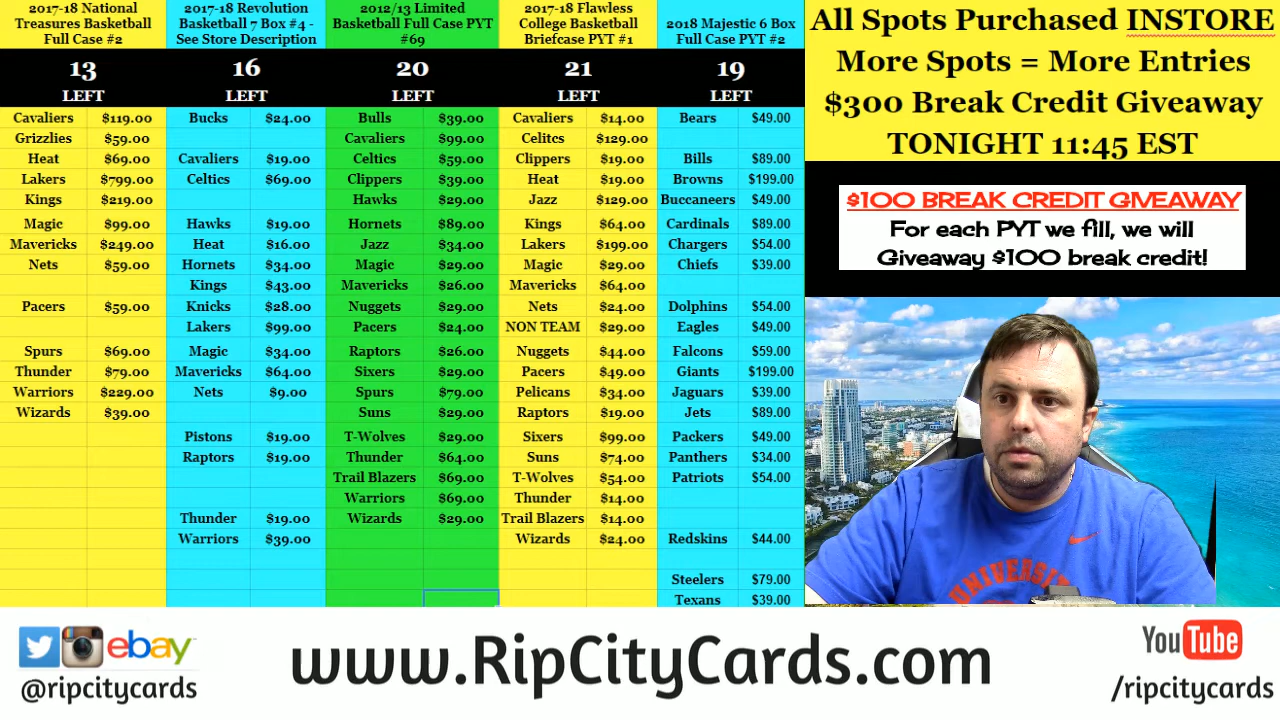 2017-18 National
Treasures Basketball
Full Case #2
13
LEFT
Cavaliers $119.00
Grizzlies $59.00
Heat $69.00
Lakers $799.00
Kings $219.00
Magic $99.00
Mavericks $249.00
Nets $59.00
Pacers $59.00
Spurs $69.00
Thunder $79.00
Warriors $229.00
Wizards $39.00
2017-18 Revolution
Basketball 7 Box #4 -
See Store Description
16
LEFT
Bucks $24.00
Cavaliers $19.00
Celtics $69.00
Hawks $19.00
Heat $16.00
Hornets $34.00
Kings $43.00
Knicks $28.00
Lakers $99.00
Magic $34.00
Mavericks $64.00
Nets $9.00
Pistons $19.00
Raptors $19.00
Thunder $19.00
Warriors $39.00
2012/13 Limited
Basketball Full Case PYT
#69
20
LEFT
Bulls $39.00
Cavaliers $99.00
Celtics $59.00
Clippers $39.00
Hawks $29.00
Hornets $89.00
Jazz $34.00
Magic $29.00
Mavericks $26.00
Nuggets $29.00
Pacers $24.00
Raptors $26.00
Sixers $29.00
Spurs $79.00
Suns $29.00
T-Wolves $29.00
Thunder $64.00
Trail Blazers $69.00
Warriors $69.00
Wizards $29.00
2017-18 Flawless
College Basketball
Briefcase PYT #1
21
LEFT
Cavaliers $14.00
Celitcs $129.00
Clippers $19.00
Heat $19.00
Jazz $129.00
Kings $64.00
Lakers $199.00
Magic $29.00
Mavericks $64.00
Nets $24.00
NON TEAM $29.00
Nuggets $44.00
Pacers $49.00
Pelicans $34.00
Raptors $19.00
Sixers $99.00
Suns $74.00
T-Wolves $54.00
Thunder $14.00
Trail Blazers $14.00
Wizards $24.00
2018 Majestic 6 Box
Full Case PYT #2
19
LEFT
Bears $49.00
Bills $89.00
Browns $199.00
Buccaneers $49.00
Cardinals $89.00
Chargers $54.00
Chiefs $39.00
Dolphins $54.00
Eagles $49.00
Falcons $59.00
Giants $199.00
Jaguars $39.00
Jets $89.00
Packers $49.00
Panthers $34.00
Patriots $54.00
Redskins $44.00
Steelers $79.00
Texans $39.00
All Spots Purchased INSTORE
More Spots = More Entries
$300 Break Credit Giveaway
TONIGHT 11:45 EST
$100 BREAK CREDIT GIVEAWAY
For each PYT we fill, we will
Giveaway $100 break credit!
UNIVERSITY
ebay
@ripcitycards
www.RipCityCards.com
YouTube
/ripcitycards